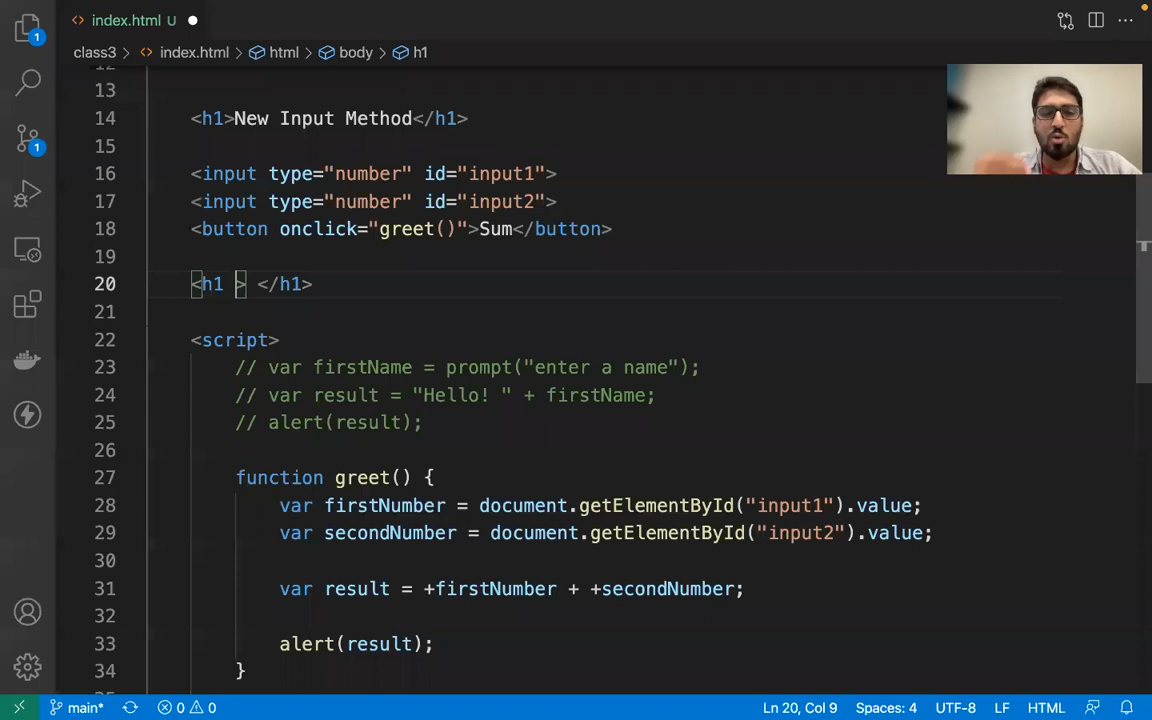 index.html U
class3 > index.html > html > body > h1
12
13
14 <h1>New Input Method</h1>
15
16 <input type="number" id="input1">
17 <input type="number" id="input2">
18 <button onclick="greet()">Sum</button>
19
20 <h1 > </h1>
21
22 <script>
23 // var firstName = prompt("enter a name");
24 // var result = "Hello! " + firstName;
25 // alert(result);
26
27 function greet() {
28 var firstNumber = document.getElementById("input1").value;
29 var secondNumber = document.getElementById("input2").value;
30
31 var result = +firstNumber + +secondNumber;
32
33 alert(result);
34 }
1
1
main* 0 0 Ln 20, Col 9 Spaces: 4 UTF-8 LF HTML